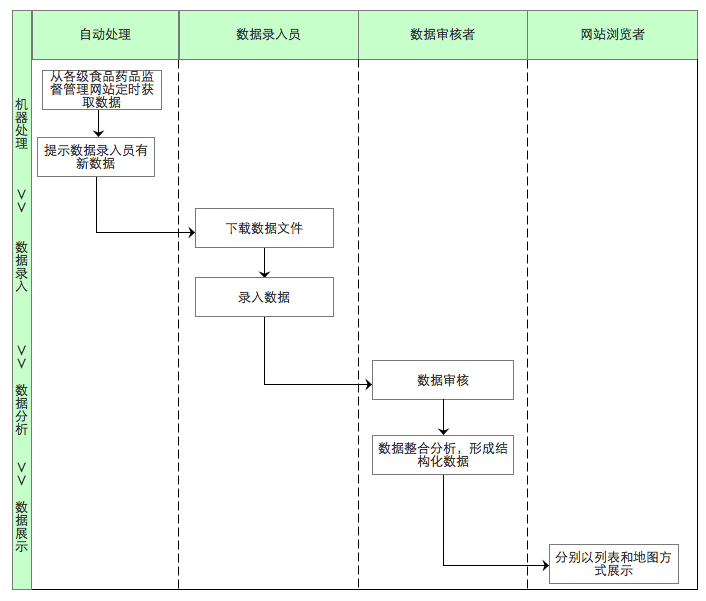 自动处理
数据录入员
数据审核者
网站浏览者
机器处理
>>
数据录入
>>
数据分析
>>
数据展示
从各级食品药品监
督管理网站定时获
取数据
提示数据录入员有
新数据
下载数据文件
录入数据
数据审核
数据整合分析，形成结
构化数据
分别以列表和地图方
式展示